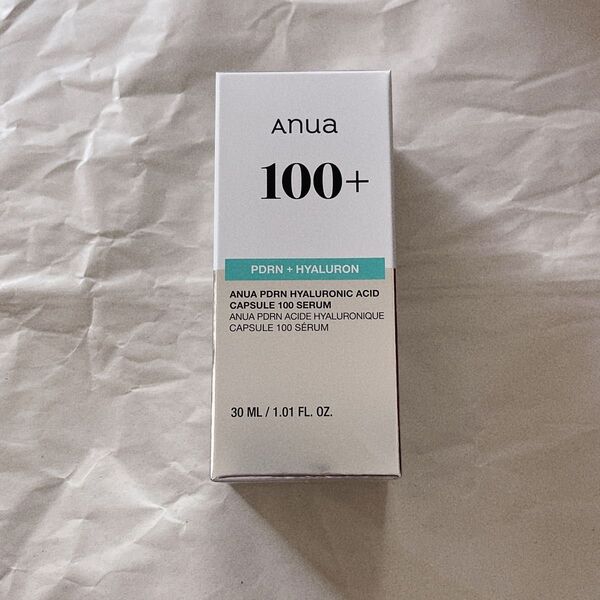 Anua
100+
PDRN + HYALURON
ANUA PDRN HYALURONIC ACID
CAPSULE 100 SERUM
ANUA PDRN ACIDE HYALURONIQUE
CAPSULE 100 SÉRUM
30 ML / 1.01 FL. OZ.